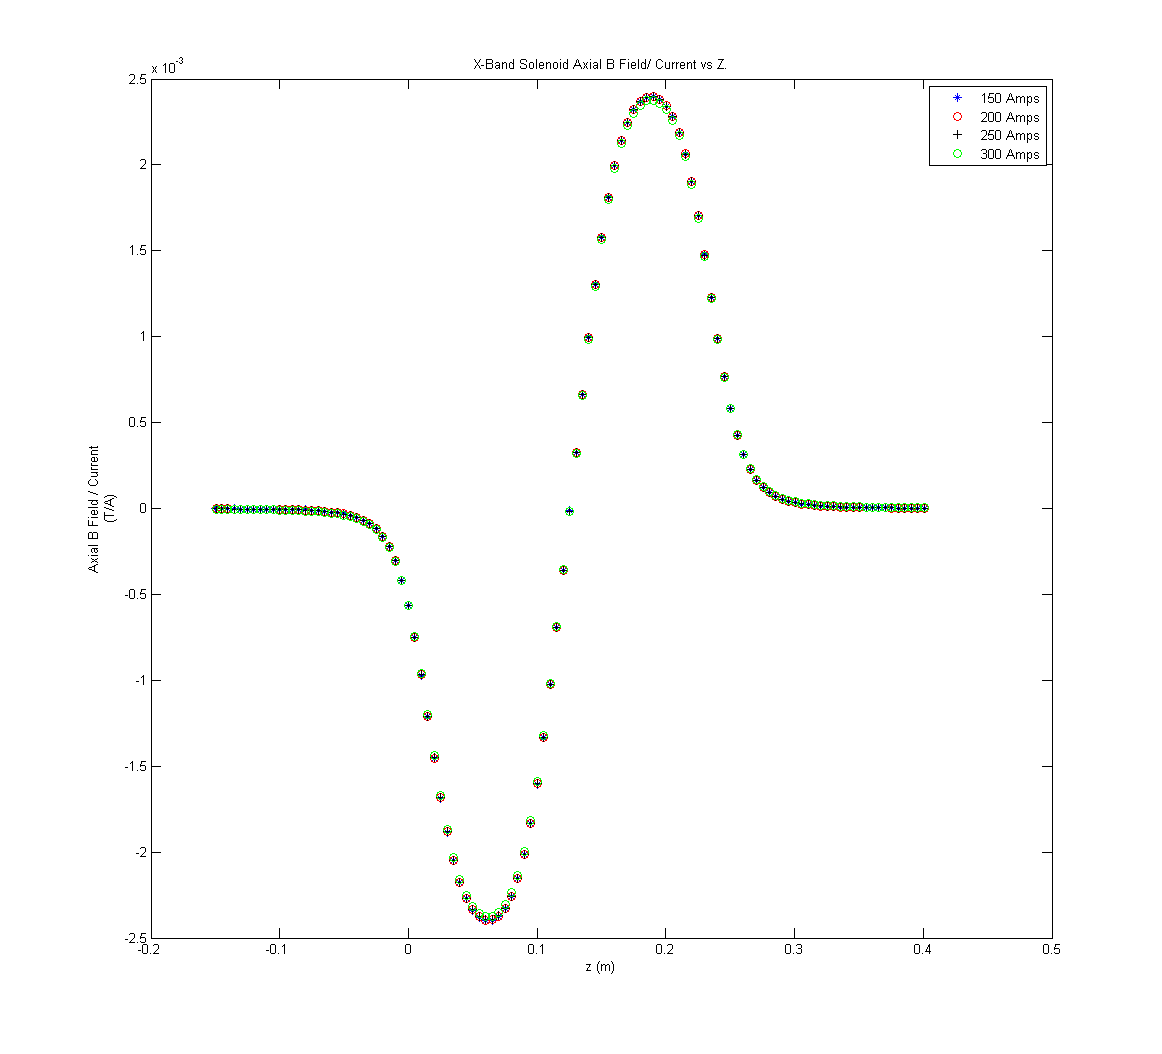 X-Band Solenoid Axial B Field/ Current vs Z.
x 10-3
2.5
2
1.5
1
0.5
0
-0.5
-1
-1.5
-2
-2.5
Axial B Field / Current
(T/A)
150 Amps
200 Amps
250 Amps
300 Amps
-0.2
-0.1
0
0.1
0.2
0.3
0.4
0.5
z (m)